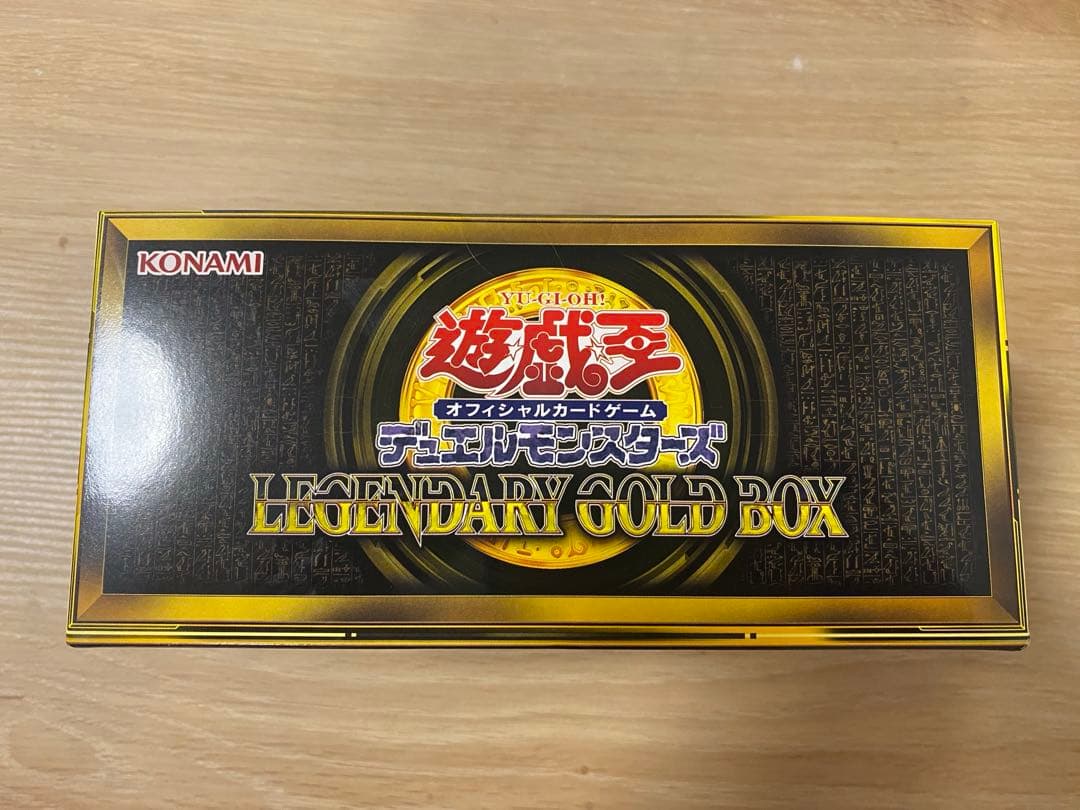 KONAMI
YU-GI-OH!
遊戯王
オフィシャルカードゲーム
デュエルモンスターズ
LEGENDARY GOLD BOX